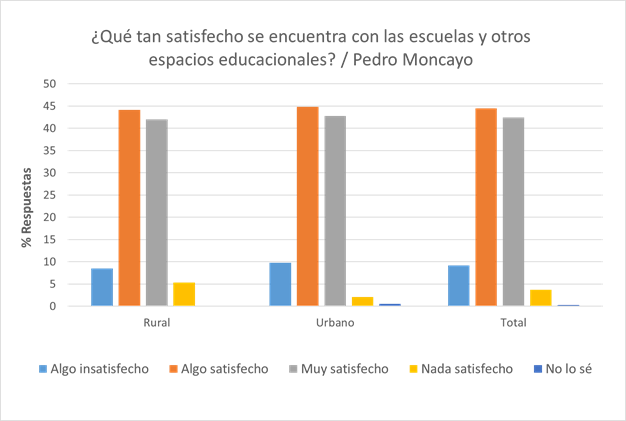 ¿Qué tan satisfecho se encuentra con las escuelas y otros
espacios educacionales? / Pedro Moncayo
50
45
40
35
30
25
20
15
10
5
0
% Respuestas
Rural Urbano Total
Algo insatisfecho Algo satisfecho Muy satisfecho Nada satisfecho No lo sé